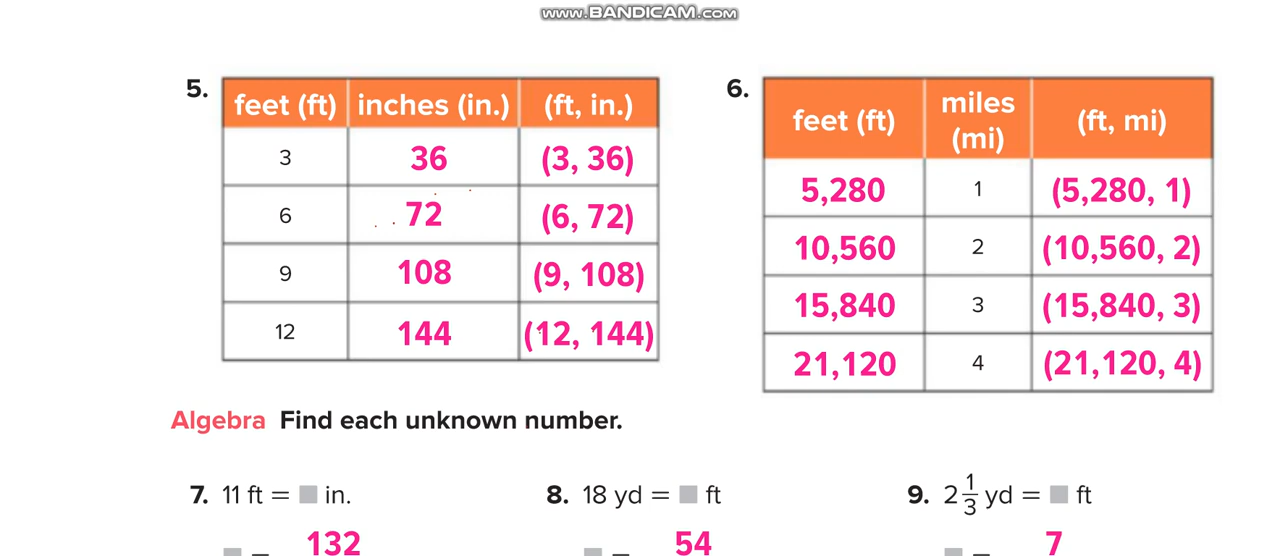 www.BANDICAM.com
5.
feet (ft) inches (in.) (ft, in.)
3 36 (3, 36)
6 72 (6, 72)
9 108 (9, 108)
12 144 (12, 144)
6.
feet (ft) miles (mi) (ft, mi)
5,280 1 (5,280, 1)
10,560 2 (10,560, 2)
15,840 3 (15,840, 3)
21,120 4 (21,120, 4)
Algebra Find each unknown number.
7. 11 ft = ■ in.
■ = 132
8. 18 yd = ■ ft
■ = 54
9. 2 1/3 yd = ■ ft
■ = 7